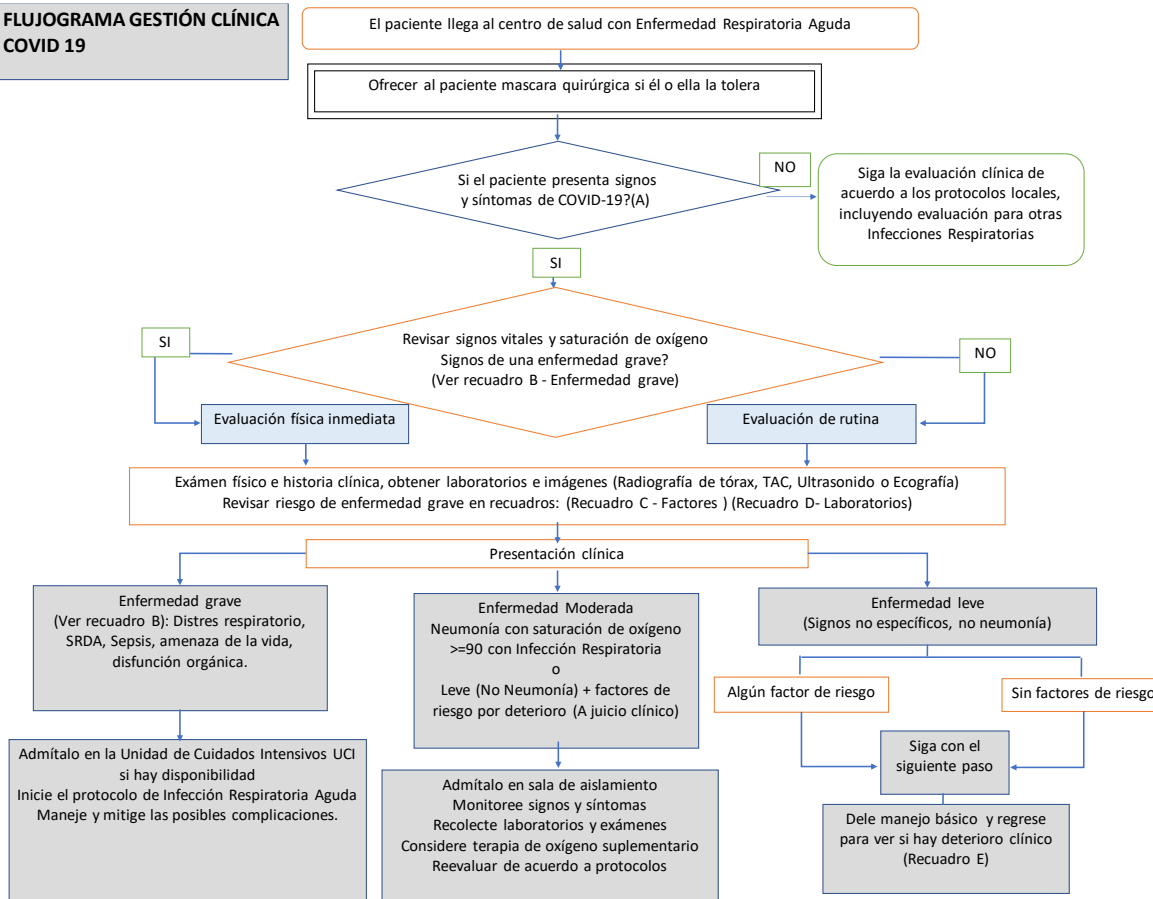 FLUJOGRAMA GESTIÓN CLÍNICA
COVID 19
El paciente llega al centro de salud con Enfermedad Respiratoria Aguda
Ofrecer al paciente mascara quirúrgica si él o ella la tolera
Si el paciente presenta signos
y síntomas de COVID-19?(A)
NO
Siga la evaluación clínica de
acuerdo a los protocolos locales,
incluyendo evaluación para otras
Infecciones Respiratorias
SI
Revisar signos vitales y saturación de oxígeno
Signos de una enfermedad grave?
(Ver recuadro B - Enfermedad grave)
SI
NO
Evaluación física inmediata
Evaluación de rutina
Exámen físico e historia clínica, obtener laboratorios e imágenes (Radiografía de tórax, TAC, Ultrasonido o Ecografía)
Revisar riesgo de enfermedad grave en recuadros: (Recuadro C - Factores ) (Recuadro D- Laboratorios)
Presentación clínica
Enfermedad grave
(Ver recuadro B): Distres respiratorio,
SRDA, Sepsis, amenaza de la vida,
disfunción orgánica.
Admítalo en la Unidad de Cuidados Intensivos UCI
si hay disponibilidad
Inicie el protocolo de Infección Respiratoria Aguda
Maneje y mitige las posibles complicaciones.
Enfermedad Moderada
Neumonía con saturación de oxígeno
>=90 con Infección Respiratoria
o
Leve (No Neumonía) + factores de
riesgo por deterioro (A juicio clínico)
Admítalo en sala de aislamiento
Monitoree signos y síntomas
Recolecte laboratorios y exámenes
Considere terapia de oxígeno suplementario
Reevaluar de acuerdo a protocolos
Enfermedad leve
(Signos no específicos, no neumonía)
Algún factor de riesgo
Sin factores de riesgo
Siga con el
siguiente paso
Dele manejo básico y regrese
para ver si hay deterioro clínico
(Recuadro E)